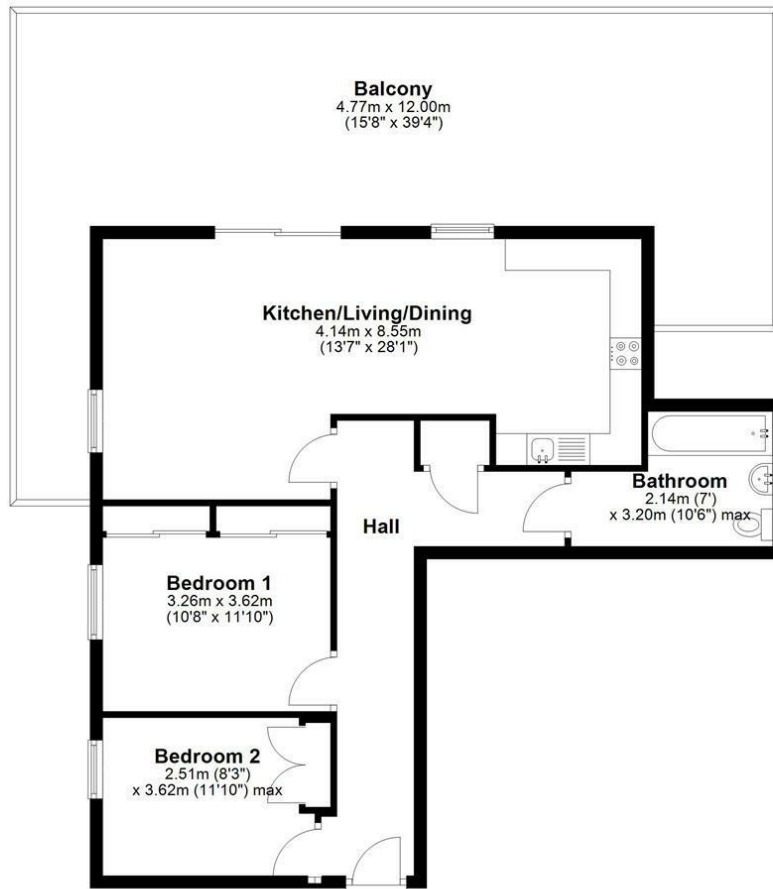 Balcony
4.77m x 12.00m
(15'8" x 39'4")
Kitchen/Living/Dining
4.14m x 8.55m
(13'7" x 28'1")
Bathroom
2.14m (7')
x 3.20m (10'6") max
Hall
Bedroom 1
3.26m x 3.62m
(10'8" x 11'10")
Bedroom 2
2.51m (8'3")
x 3.62m (11'10") max